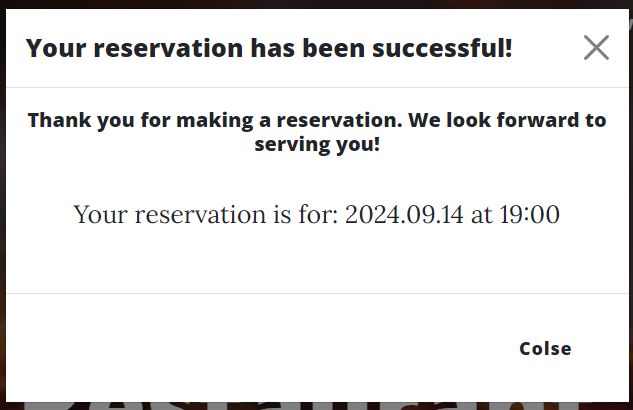 Your reservation has been successful!
Thank you for making a reservation. We look forward to
serving you!
Your reservation is for: 2024.09.14 at 19:00
Colse